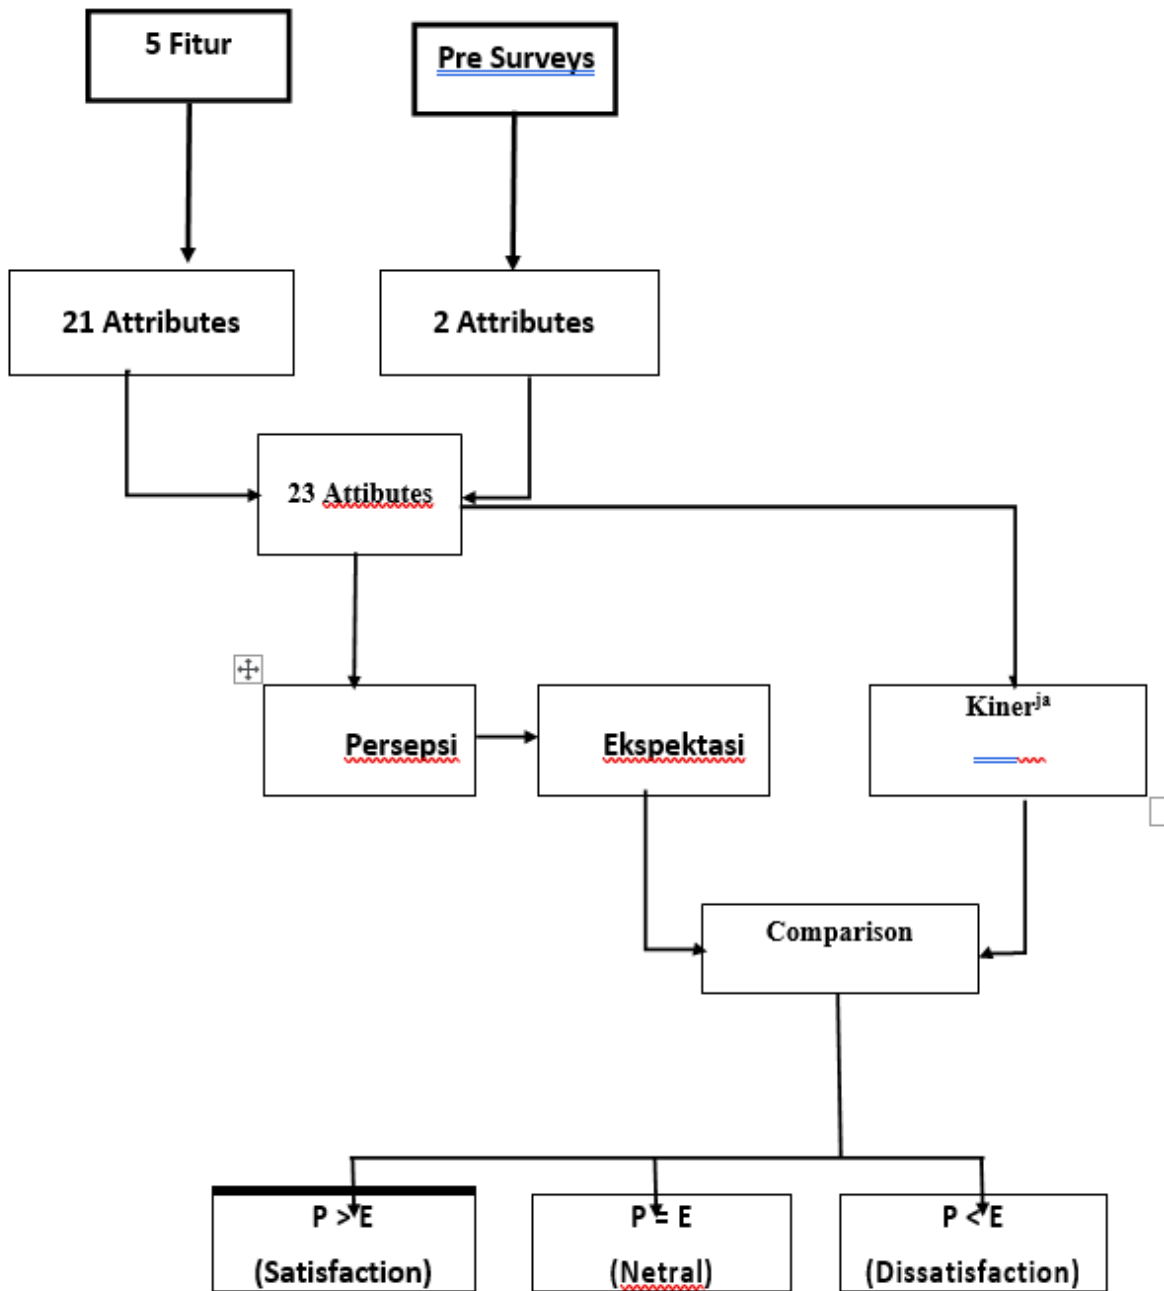 5 Fitur
Pre Surveys
21 Attributes
2 Attributes
23 Attibutes
Persepsi
Ekspektasi
Kinerja
Comparison
P > E
(Satisfaction)
P = E
(Netral)
P < E
(Dissatisfaction)